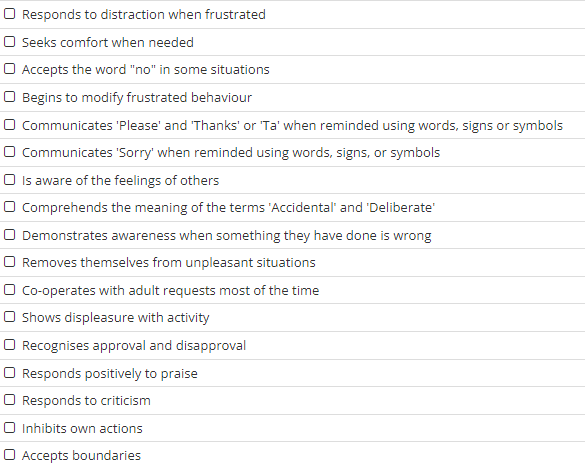 Responds to distraction when frustrated
Seeks comfort when needed
Accepts the word "no" in some situations
Begins to modify frustrated behaviour
Communicates 'Please' and 'Thanks' or 'Ta' when reminded using words, signs or symbols
Communicates 'Sorry' when reminded using words, signs, or symbols
Is aware of the feelings of others
Comprehends the meaning of the terms 'Accidental' and 'Deliberate'
Demonstrates awareness when something they have done is wrong
Removes themselves from unpleasant situations
Co-operates with adult requests most of the time
Shows displeasure with activity
Recognises approval and disapproval
Responds positively to praise
Responds to criticism
Inhibits own actions
Accepts boundaries